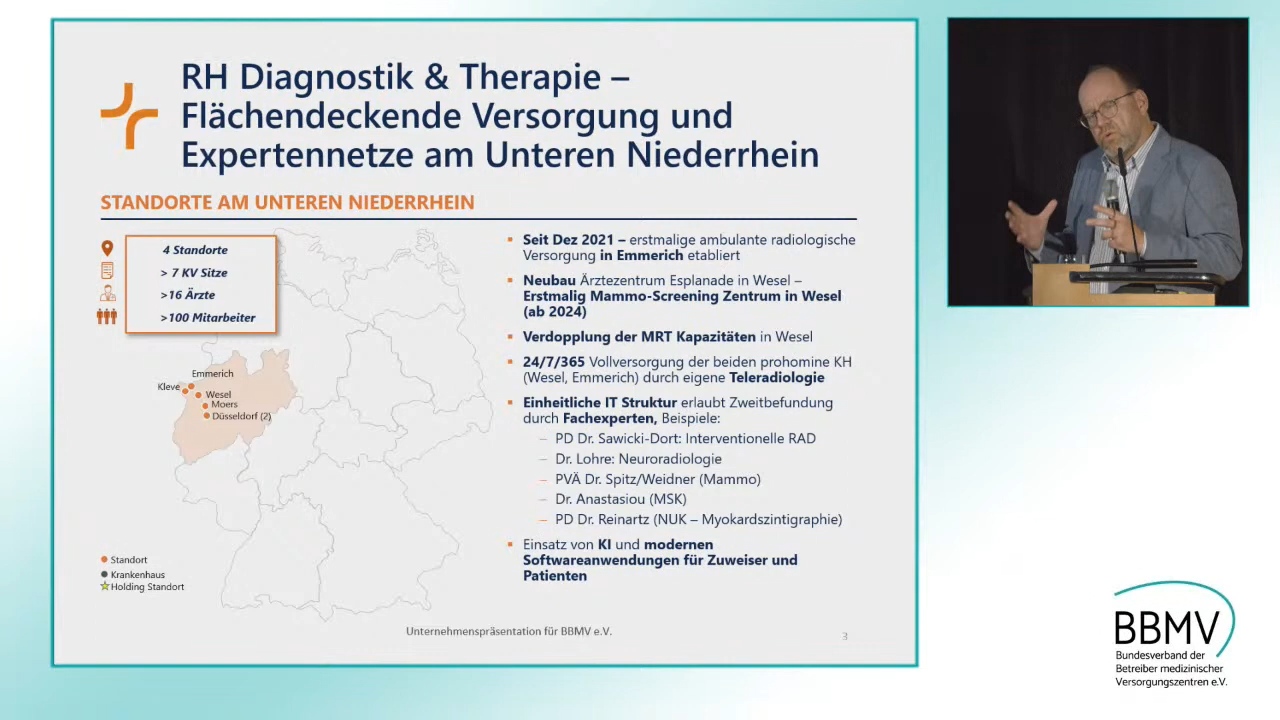 RH Diagnostik & Therapie –
Flächendeckende Versorgung und
Expertennetze am Unteren Niederrhein
STANDORTE AM UNTEREN NIEDERRHEIN
4 Standorte
> 7 KV Sitze
>16 Ärzte
>100 Mitarbeiter
Emmerich
Kleve
Wesel
Moers
Düsseldorf (2)
Standort
Krankenhaus
Holding Standort
Seit Dez 2021 – erstmalige ambulante radiologische
Versorgung in Emmerich etabliert
Neubau Ärztezentrum Esplanade in Wesel –
Erstmalig Mammo-Screening Zentrum in Wesel
(ab 2024)
Verdopplung der MRT Kapazitäten in Wesel
24/7/365 Vollversorgung der beiden prohomine KH
(Wesel, Emmerich) durch eigene Teleradiologie
Einheitliche IT Struktur erlaubt Zweitbefundung
durch Fachexperten, Beispiele:
– PD Dr. Sawicki-Dort: Interventionelle RAD
– Dr. Lohre: Neuroradiologie
– PVÄ Dr. Spitz/Weidner (Mammo)
– Dr. Anastasiou (MSK)
– PD Dr. Reinartz (NUK – Myokardszintigraphie)
Einsatz von KI und modernen
Softwareanwendungen für Zuweiser und
Patienten
Unternehmenspräsentation für BBMV e.V.
3
BBMV
Bundesverband der
Betreiber medizinischer
Versorgungszentren e.V.